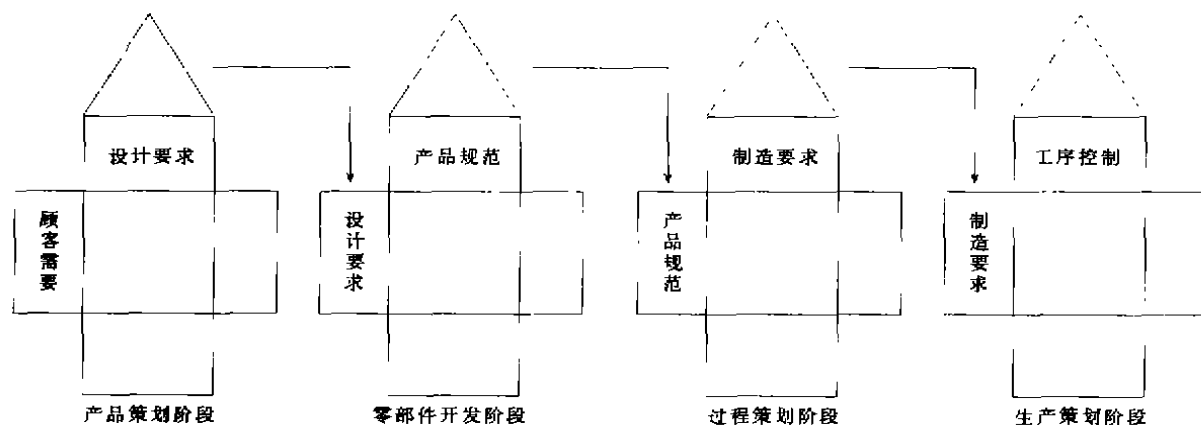 设计要求
产品规范
制造要求
工序控制
顾客需要
设计要求
产品规范
制造要求
产品策划阶段
零部件开发阶段
过程策划阶段
生产策划阶段